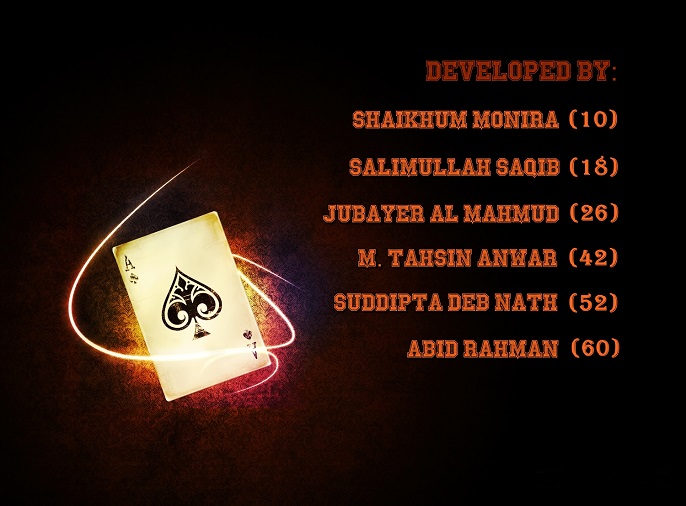 DEVELOPED BY:
SHAIKHUM MONIRA (10)
SALIMULLAH SAQIB (18)
JUBAYER AL MAHMUD (26)
M. TAHSIN ANWAR (42)
SUDDIPTA DEB NATH (52)
ABID RAHMAN (60)
A
A